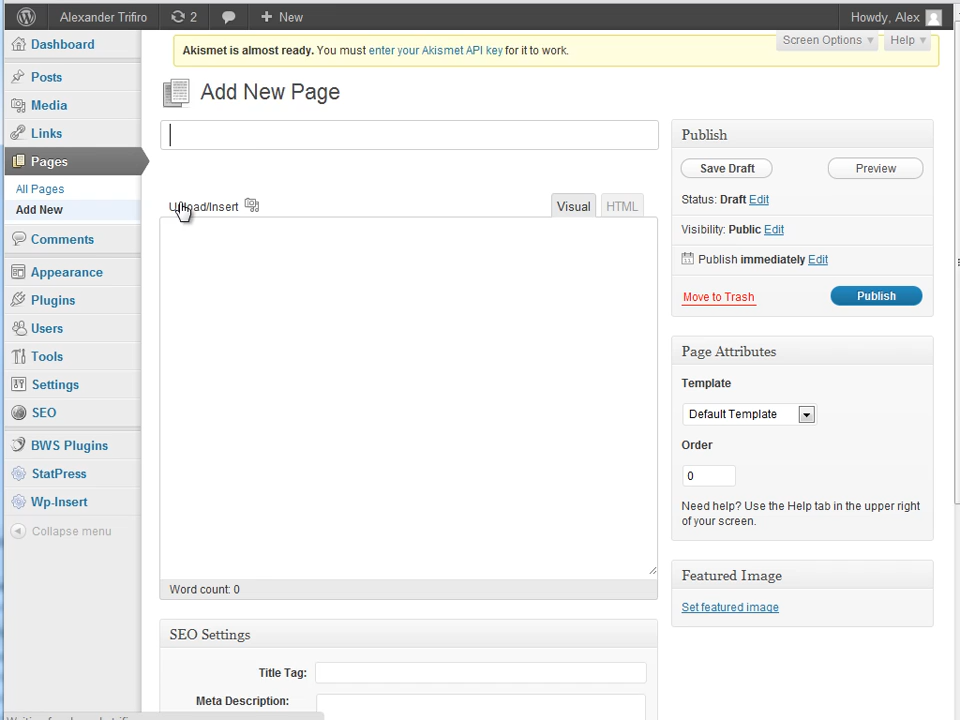 Alexander Trifiro 2 New Howdy, Alex
Dashboard
Posts
Media
Links
Pages
All Pages
Add New
Comments
Appearance
Plugins
Users
Tools
Settings
SEO
BWS Plugins
StatPress
Wp-Insert
Collapse menu
Akismet is almost ready. You must enter your Akismet API key for it to work.
Screen Options Help
Add New Page
Upload/Insert
Visual HTML
Word count: 0
SEO Settings
Title Tag:
Meta Description:
Publish
Save Draft Preview
Status: Draft Edit
Visibility: Public Edit
Publish immediately Edit
Move to Trash Publish
Page Attributes
Template
Default Template
Order
0
Need help? Use the Help tab in the upper right
of your screen.
Featured Image
Set featured image